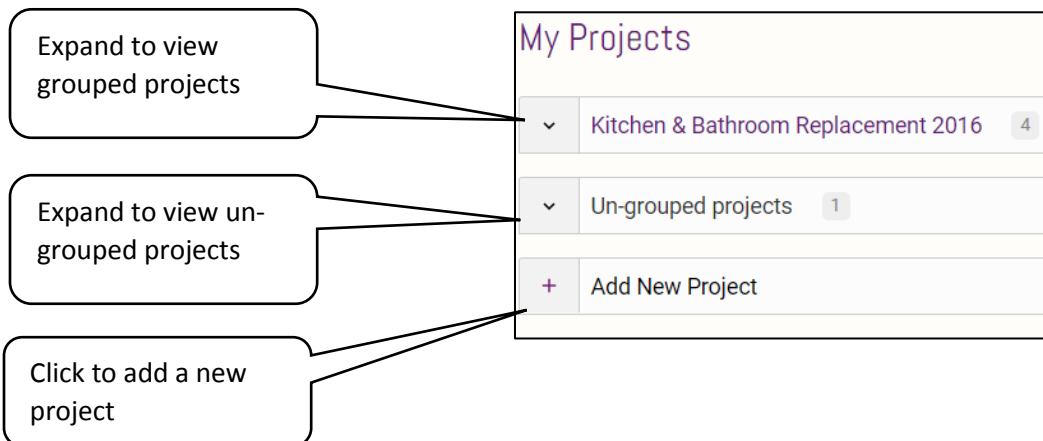 Expand to view
grouped projects
Expand to view un-
grouped projects
Click to add a new
project
My Projects
Kitchen & Bathroom Replacement 2016 4
Un-grouped projects 1
+ Add New Project